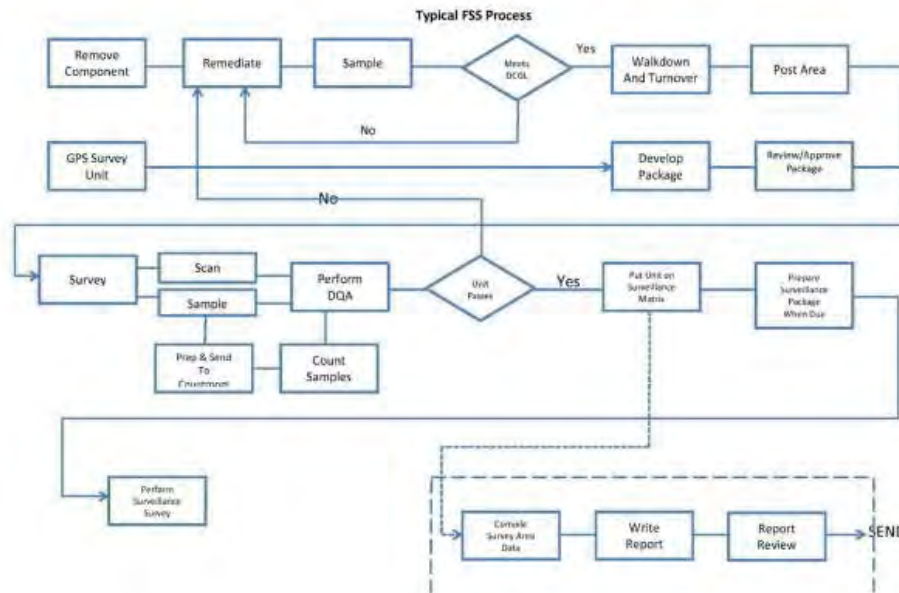 Typical FSS Process
Remove
Component
Remediate
Sample
Meets
DCGL
Yes
Walkdown
And Turnover
Post Area
No
GPS Survey
Unit
Develop
Package
Review/Approve
Package
No
Survey
Scan
Sample
Perform
DQA
Unit
Passes
Yes
Put Unit on
Surveillance
Matrix
Prepare
Surveillance
Package
When Due
Prep & Send
To
Count
Samples
Perform
Surveillance
Survey
Compile
Survey Area
Data
Write
Report
Report
Review
SEND